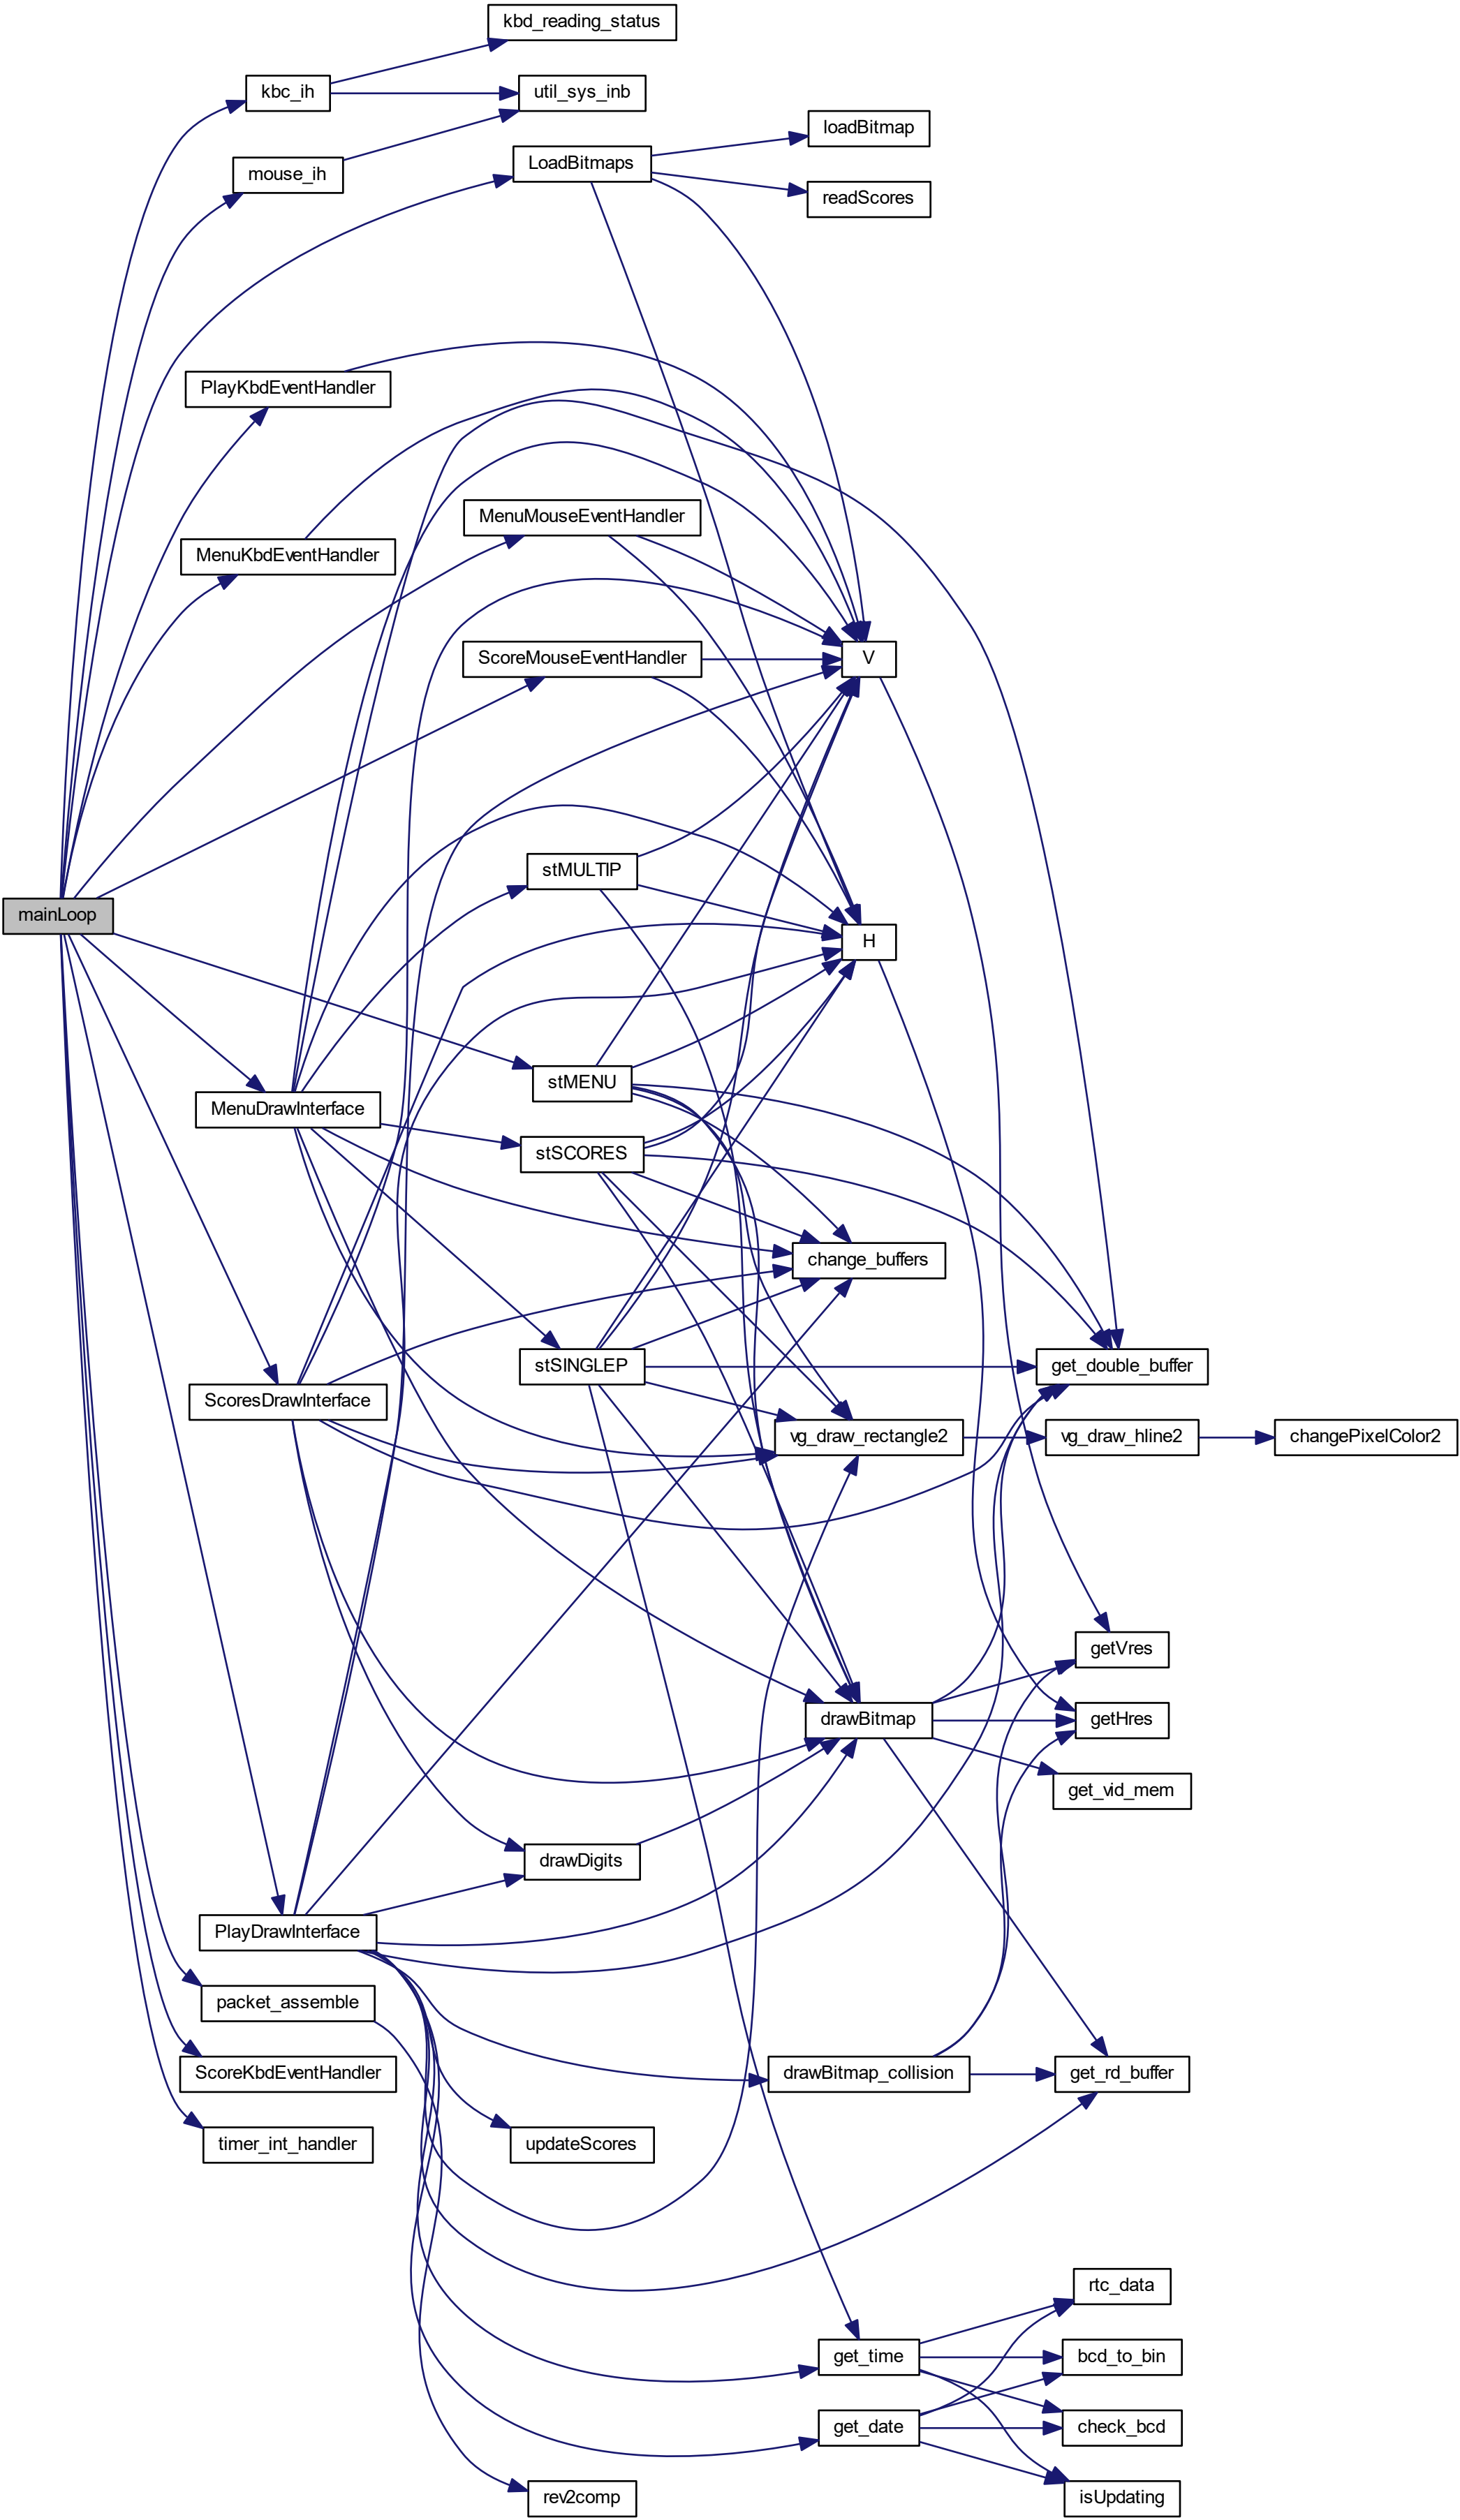 kbd_reading_status
kbc_ih
util_sys_inb
loadBitmap
LoadBitmaps
mouse_ih
readScores
PlayKbdEventHandler
MenuMouseEventHandler
MenuKbdEventHandler
ScoreMouseEventHandler
V
stMULTIP
mainLoop
H
stMENU
MenuDrawInterface
stSCORES
change_buffers
stSINGLEP
get_double_buffer
ScoresDrawInterface
vg_draw_rectangle2
vg_draw_hline2
changePixelColor2
getVres
drawBitmap
getHres
get_vid_mem
drawDigits
PlayDrawInterface
packet_assemble
ScoreKbdEventHandler
drawBitmap_collision
get_rd_buffer
timer_int_handler
updateScores
rtc_data
get_time
bcd_to_bin
get_date
check_bcd
rev2comp
isUpdating